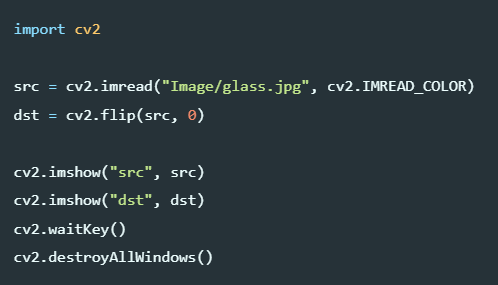 import cv2
src = cv2.imread("Image/glass.jpg", cv2.IMREAD_COLOR)
dst = cv2.flip(src, 0)
cv2.imshow("src", src)
cv2.imshow("dst", dst)
cv2.waitKey()
cv2.destroyAllWindows()